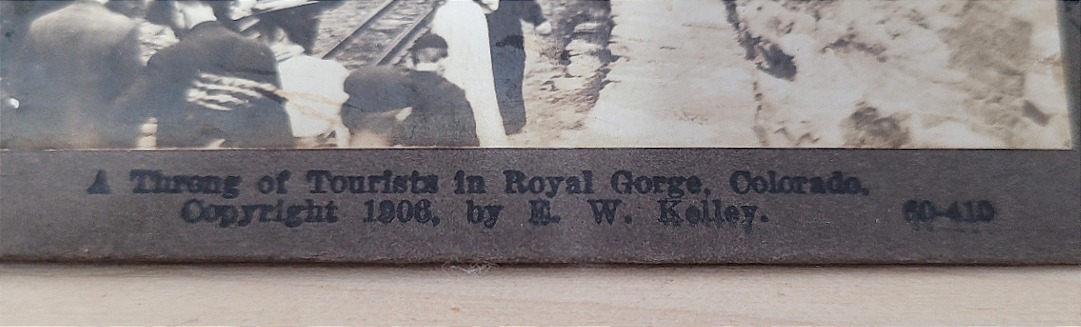 A Throng of Tourists in Royal Gorge, Colorado.
Copyright 1906, by E. W. Kelley. 60-410